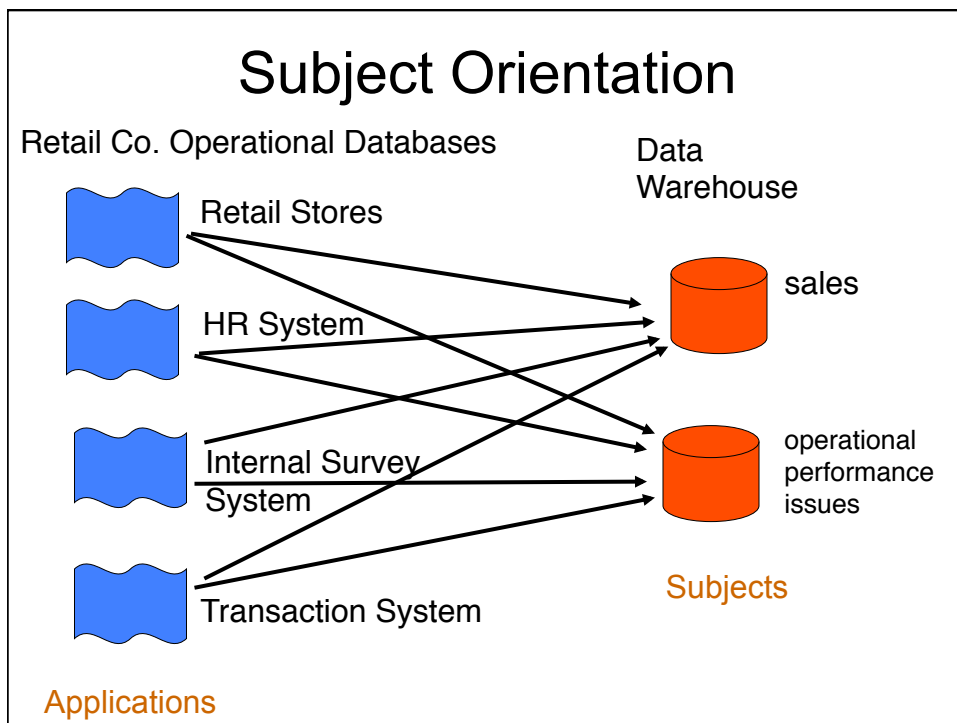 Subject Orientation
Retail Co. Operational Databases
Data
Warehouse
Retail Stores
sales
HR System
Internal Survey
System
operational
performance
issues
Transaction System
Subjects
Applications